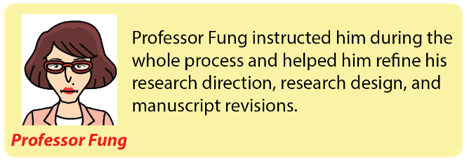 Professor Fung instructed him during the
whole process and helped him refine his
research direction, research design, and
manuscript revisions.
Professor Fung